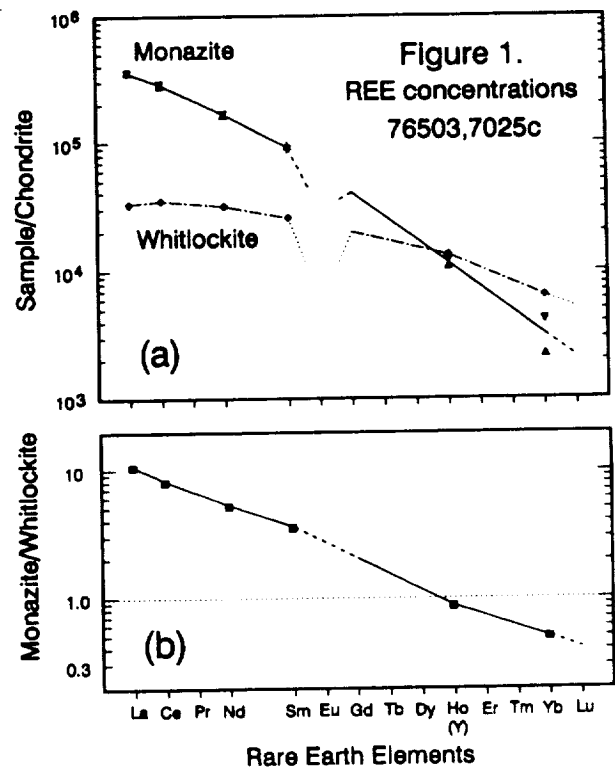 Figure 1.
REE concentrations
76503,7025c
Monazite
Whitlockite
(a)
Sample/Chondrite
10⁶
10⁵
10⁴
10³
(b)
Monazite/Whitlockite
10
1.0
0.3
La Ce Pr Nd Sm Eu Gd Tb Dy Ho Er Tm Yb Lu
(Y)
Rare Earth Elements